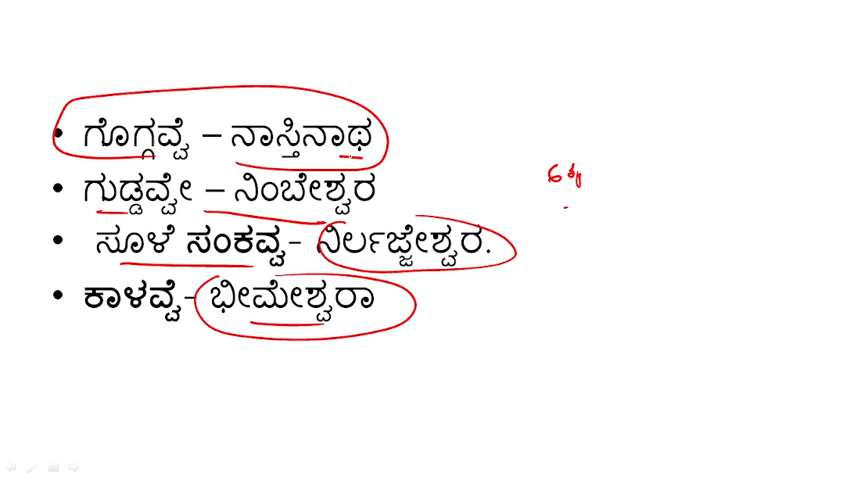 • ಗೊಗ್ಗವ್ವೆ – ನಾಸ್ತಿನಾಥ
• ಗುಡ್ಡವ್ವೇ – ನಿಂಬೇಶ್ವರ
• ಸೂಳೆ ಸಂಕವ್ವ- ನಿರ್ಲಜ್ಜೇಶ್ವರ.
• ಕಾಳವ್ವೆ- ಭೀಮೇಶ್ವರಾ